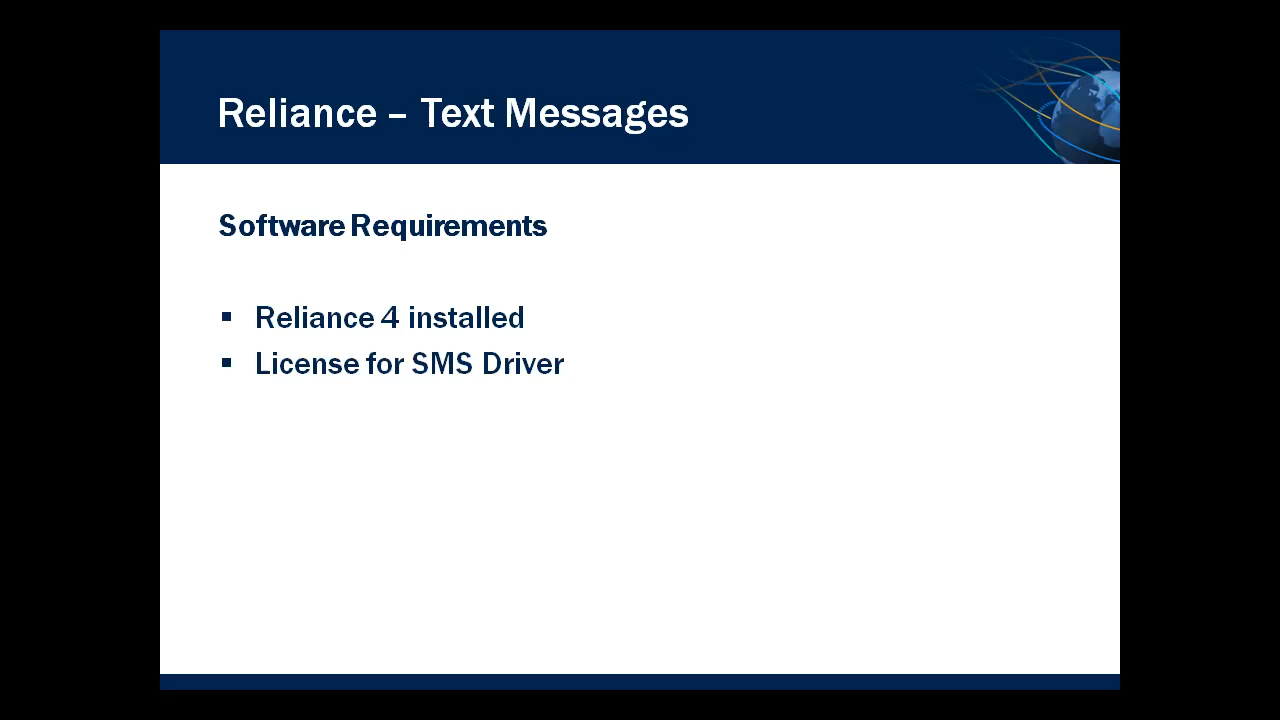 Reliance – Text Messages
Software Requirements
▪ Reliance 4 installed
▪ License for SMS Driver